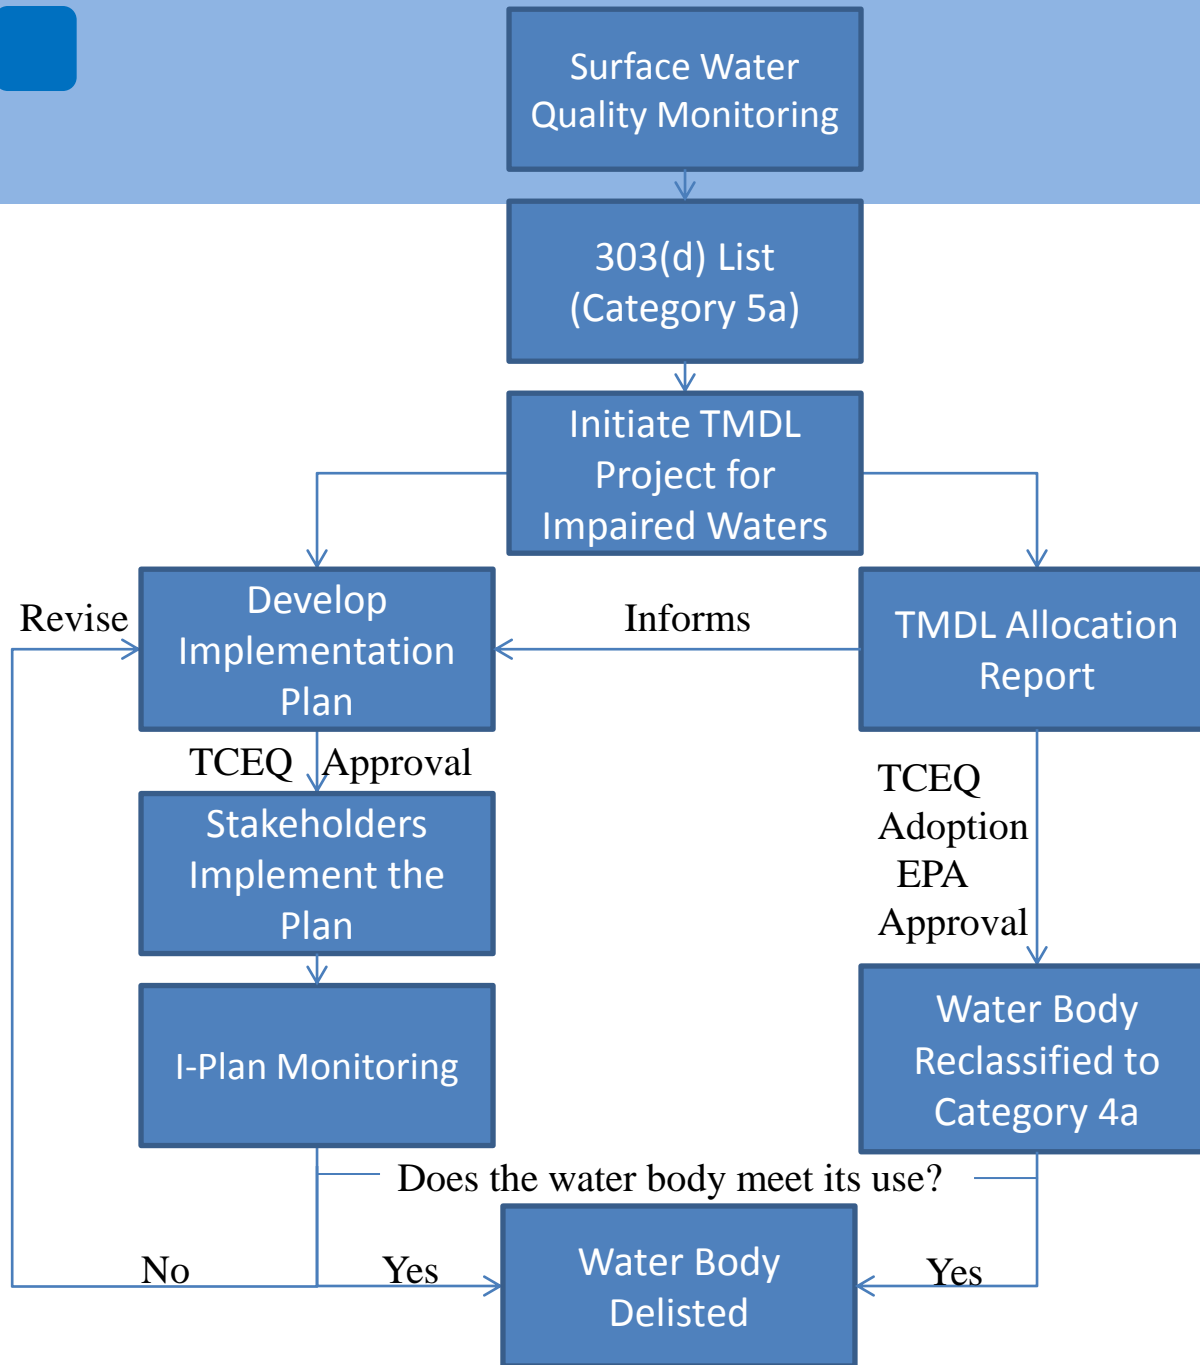 Surface Water
Quality Monitoring
303(d) List
(Category 5a)
Initiate TMDL
Project for
Impaired Waters
Revise
Develop
Implementation
Plan
Informs
TMDL Allocation
Report
TCEQ Approval
TCEQ
Adoption
EPA
Approval
Stakeholders
Implement the
Plan
I-Plan Monitoring
Water Body
Reclassified to
Category 4a
Does the water body meet its use?
No
Yes
Water Body
Delisted
Yes